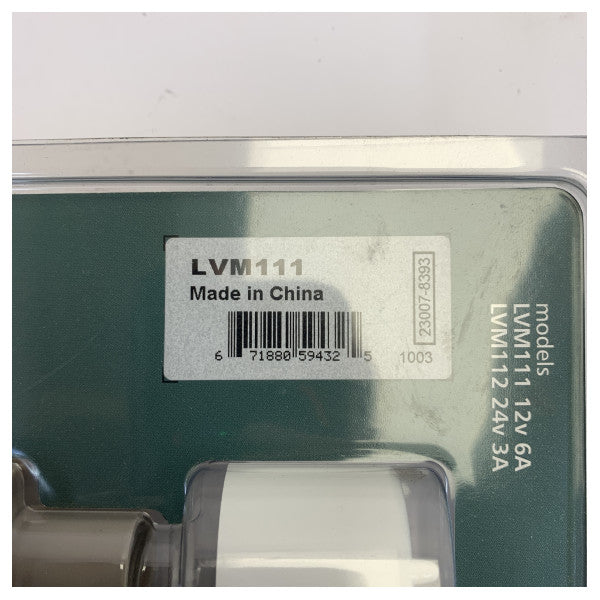 LVM111
Made in China
23007-8393
6 71880 59432 5 1003
models
LVM111 12v 6A
LVM112 24v 3A